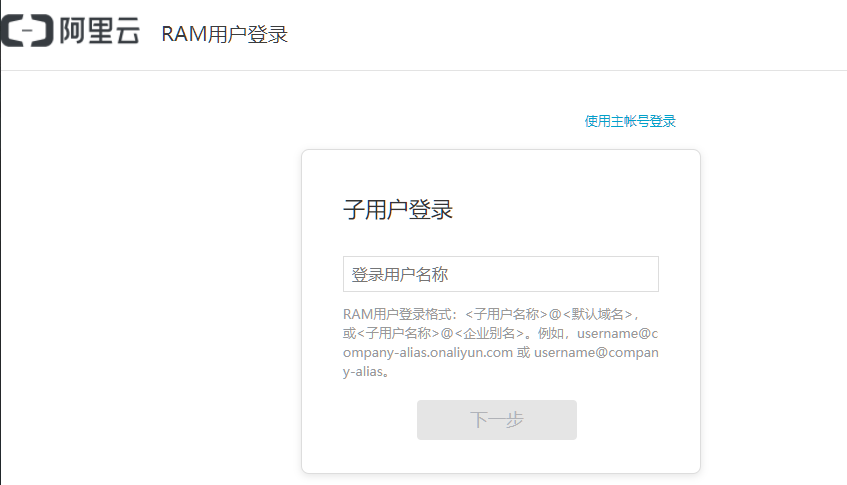 阿里云 RAM用户登录
使用主帐号登录
子用户登录
登录用户名称
RAM用户登录格式：<子用户名称>@<默认域名>，
或<子用户名称>@<企业别名>。例如，username@c
ompany-alias.onaliyun.com 或 username@compan
y-alias。
下一步